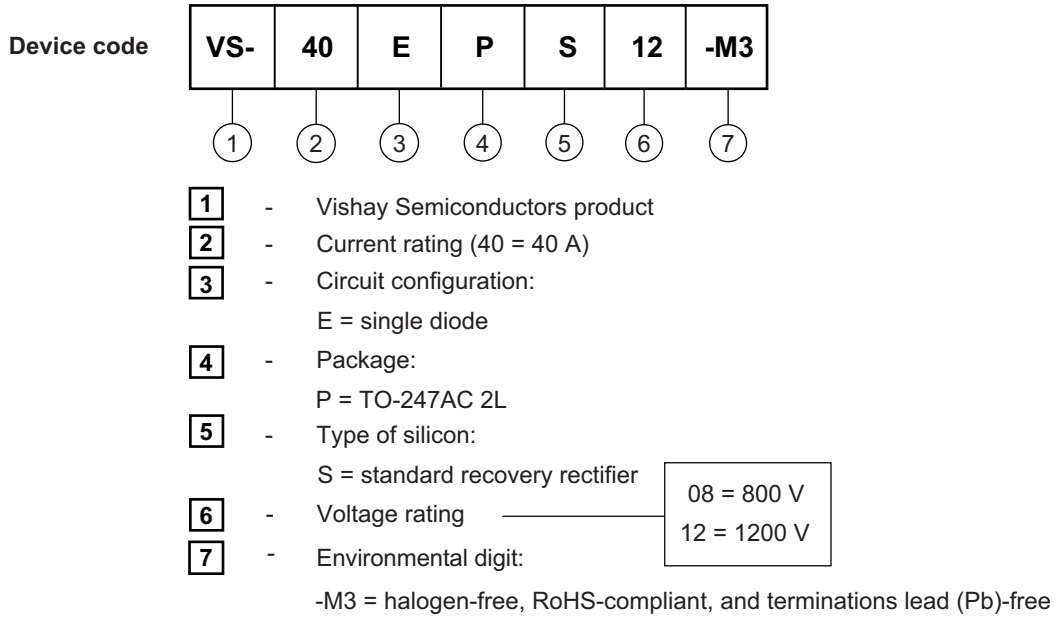 Device code VS- 40 E P S 12 -M3
1 2 3 4 5 6 7
1 - Vishay Semiconductors product
2 - Current rating (40 = 40 A)
3 - Circuit configuration:
E = single diode
4 - Package:
P = TO-247AC 2L
5 - Type of silicon:
S = standard recovery rectifier
6 - Voltage rating
08 = 800 V
12 = 1200 V
7 - Environmental digit:
-M3 = halogen-free, RoHS-compliant, and terminations lead (Pb)-free